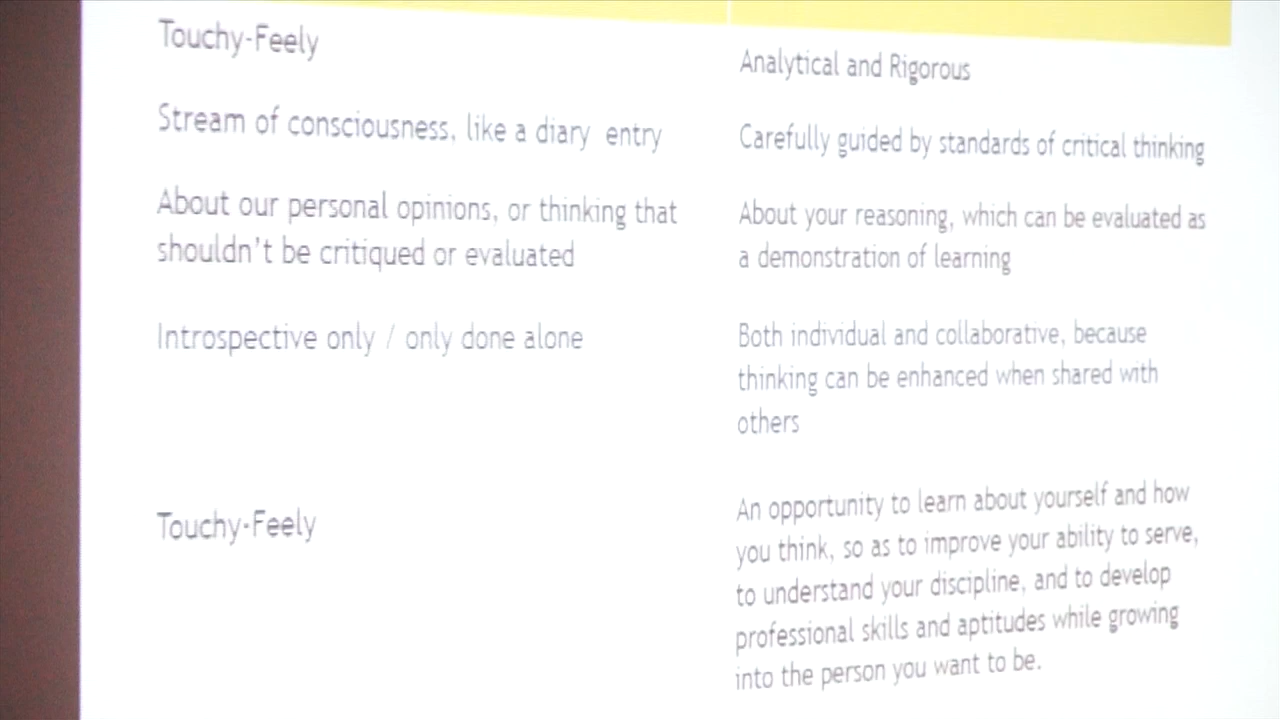 Touchy-Feely
Analytical and Rigorous
Stream of consciousness, like a diary entry
Carefully guided by standards of critical thinking
About our personal opinions, or thinking that
shouldn't be critiqued or evaluated
About your reasoning, which can be evaluated as
a demonstration of learning
Introspective only / only done alone
Both individual and collaborative, because
thinking can be enhanced when shared with
others
Touchy-Feely
An opportunity to learn about yourself and how
you think, so as to improve your ability to serve,
to understand your discipline, and to develop
professional skills and aptitudes while growing
into the person you want to be.